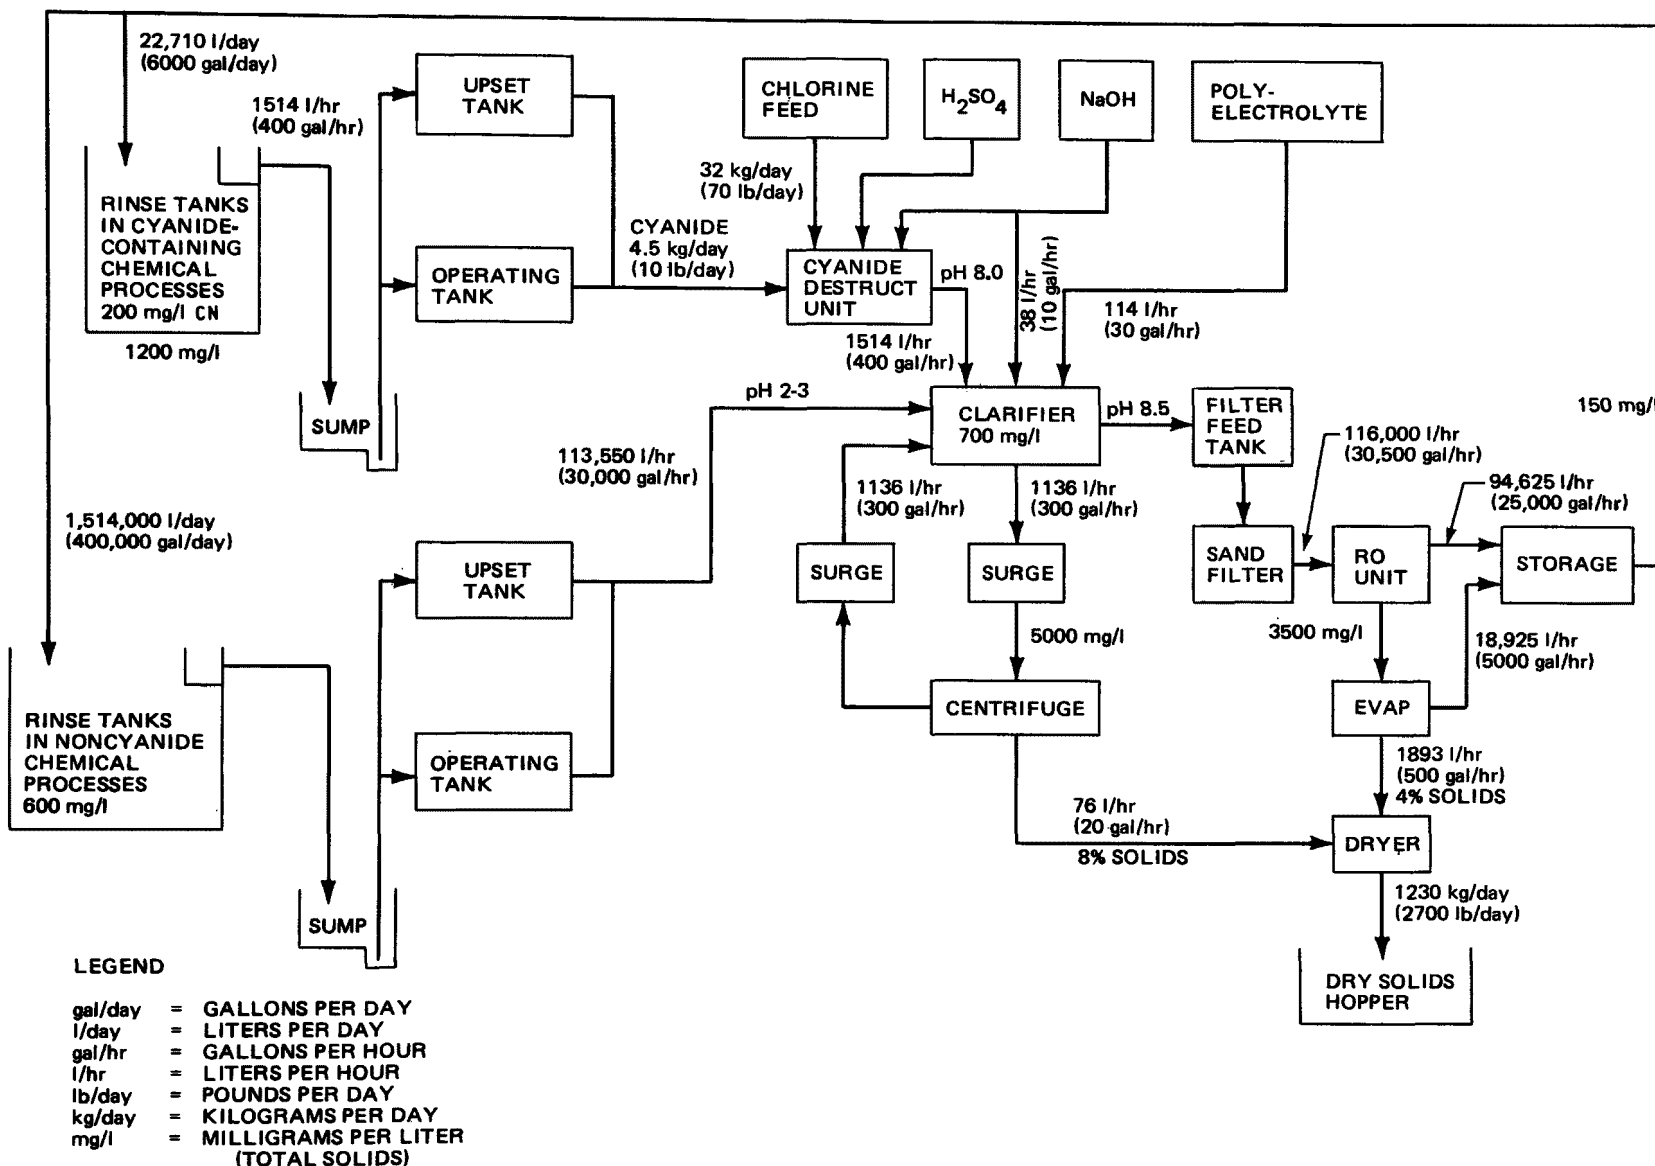 22,710 l/day
(6000 gal/day)
1514 l/hr
(400 gal/hr)
UPSET
TANK
CHLORINE
FEED
H2SO4
NaOH
POLY-
ELECTROLYTE
RINSE TANKS
IN CYANIDE-
CONTAINING
CHEMICAL
PROCESSES
200 mg/l CN
1200 mg/l
SUMP
OPERATING
TANK
CYANIDE
4.5 kg/day
(10 lb/day)
32 kg/day
(70 lb/day)
CYANIDE
DESTRUCT
UNIT
pH 8.0
1514 l/hr
(400 gal/hr)
38 l/hr
(10 gal/hr)
114 l/hr
(30 gal/hr)
pH 2-3
113,550 l/hr
(30,000 gal/hr)
CLARIFIER
700 mg/l
pH 8.5
FILTER
FEED
TANK
150 mg/l
116,000 l/hr
(30,500 gal/hr)
94,625 l/hr
(25,000 gal/hr)
1136 l/hr
(300 gal/hr)
1136 l/hr
(300 gal/hr)
1,514,000 l/day
(400,000 gal/day)
UPSET
TANK
SURGE
SURGE
SAND
FILTER
RO
UNIT
STORAGE
5000 mg/l
3500 mg/l
18,925 l/hr
(5000 gal/hr)
RINSE TANKS
IN NONCYANIDE
CHEMICAL
PROCESSES
600 mg/l
OPERATING
TANK
CENTRIFUGE
EVAP
1893 l/hr
(500 gal/hr)
4% SOLIDS
76 l/hr
(20 gal/hr)
8% SOLIDS
DRYER
1230 kg/day
(2700 lb/day)
SUMP
DRY SOLIDS
HOPPER
LEGEND
gal/day = GALLONS PER DAY
l/day = LITERS PER DAY
gal/hr = GALLONS PER HOUR
l/hr = LITERS PER HOUR
lb/day = POUNDS PER DAY
kg/day = KILOGRAMS PER DAY
mg/l = MILLIGRAMS PER LITER
(TOTAL SOLIDS)